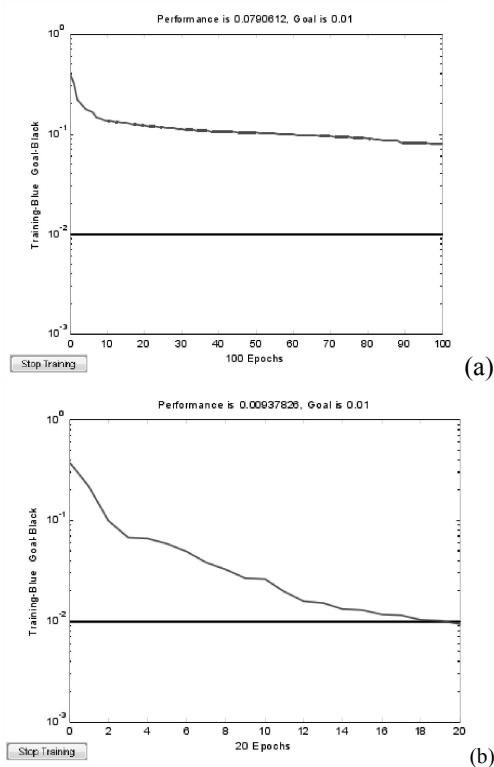 Performance is 0.0790612, Goal is 0.01
10^0
10^-1
10^-2
10^-3
Training-Blue Goal-Black
0 10 20 30 40 50 60 70 80 90 100
100 Epochs
Stop Training
(a)
Performance is 0.00937826, Goal is 0.01
10^0
10^-1
10^-2
10^-3
Training-Blue Goal-Black
0 2 4 6 8 10 12 14 16 18 20
20 Epochs
Stop Training
(b)